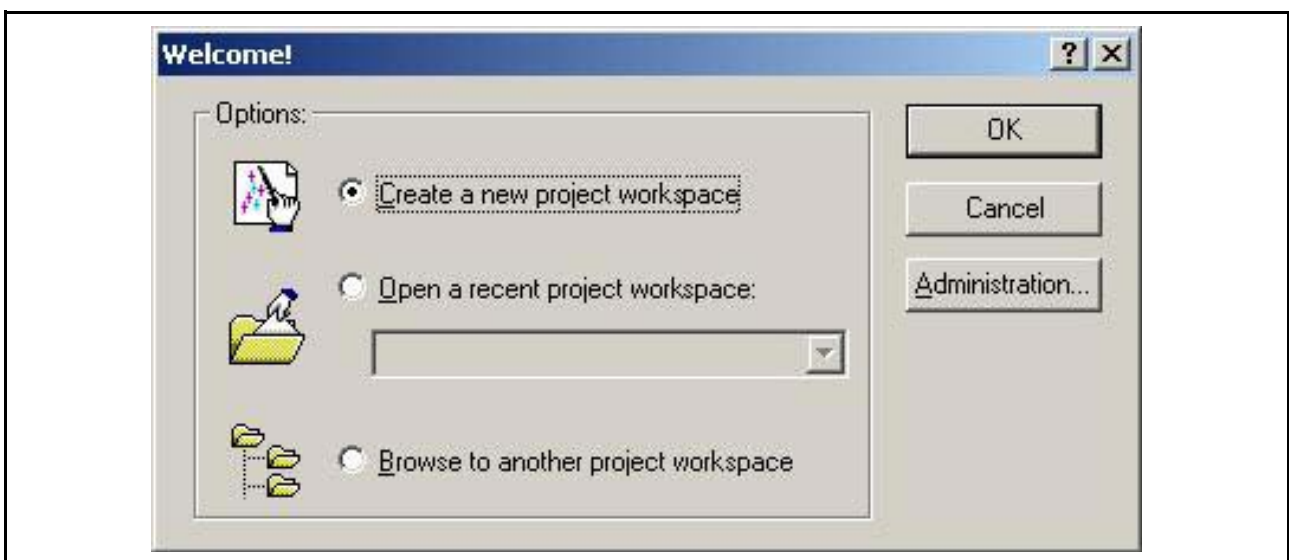 Welcome!
Options:
Create a new project workspace
Open a recent project workspace:
Browse to another project workspace
OK
Cancel
Administration...